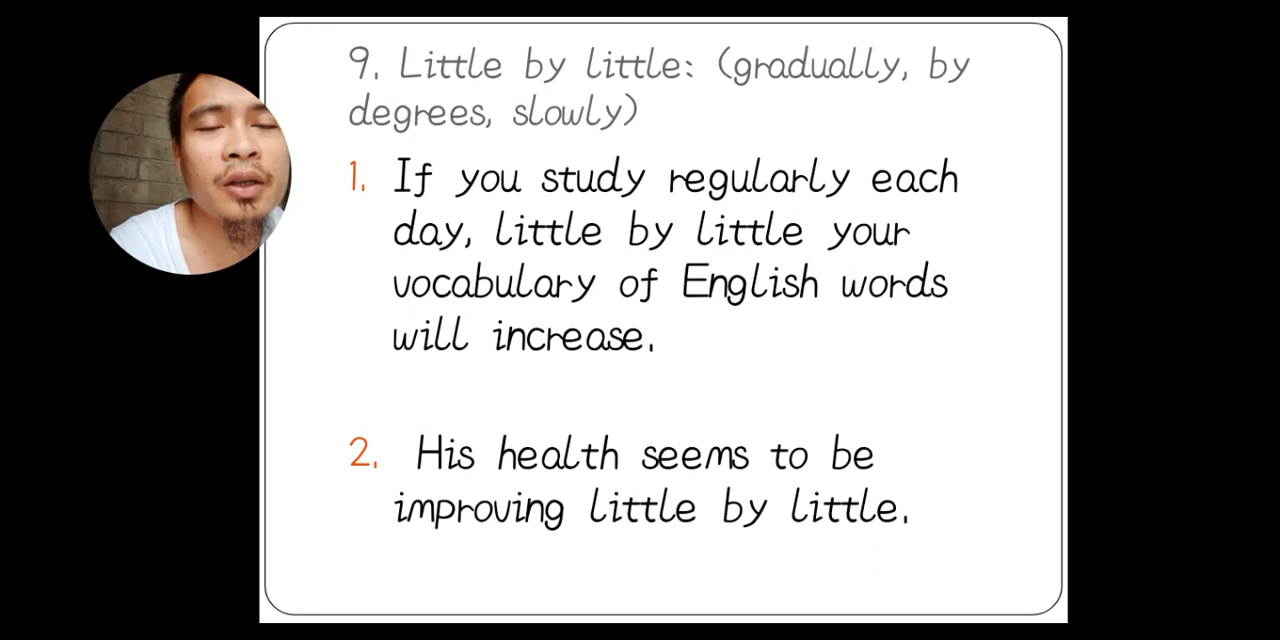 9. Little by little: (gradually, by
degrees, slowly)
1. If you study regularly each
day, little by little your
vocabulary of English words
will increase.
2. His health seems to be
improving little by little.